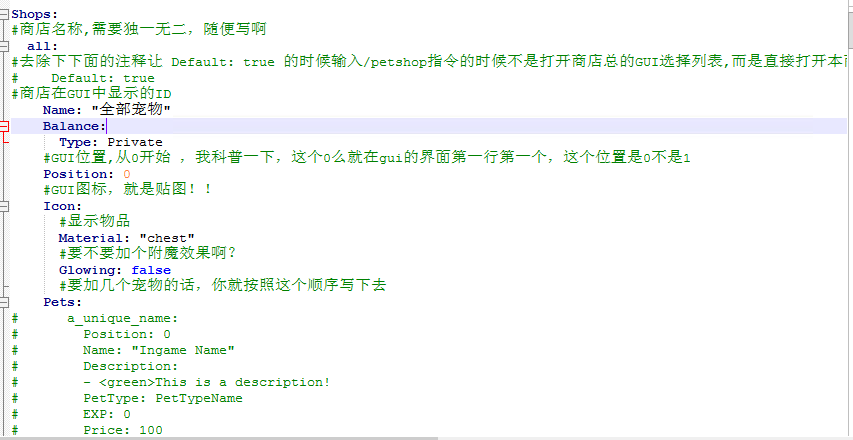 Shops:
#商店名称,需要独一无二，随便写啊
  all:
#去除下下面的注释让 Default: true 的时候输入/petshop指令的时候不是打开商店总的GUI选择列表,而是直接打开本
#    Default: true
#商店在GUI中显示的ID
    Name: "全部宠物"
    Balance:
      Type: Private
    #GUI位置,从0开始 ，我科普一下，这个0么就在gui的界面第一行第一个，这个位置是0不是1
    Position: 0
    #GUI图标，就是贴图！！
    Icon:
      #显示物品
      Material: "chest"
      #要不要加个附魔效果啊？
      Glowing: false
      #要加几个宠物的话，你就按照这个顺序写下去
    Pets:
#      a_unique_name:
#        Position: 0
#        Name: "Ingame Name"
#        Description:
#        - <green>This is a description!
#        PetType: PetTypeName
#        EXP: 0
#        Price: 100